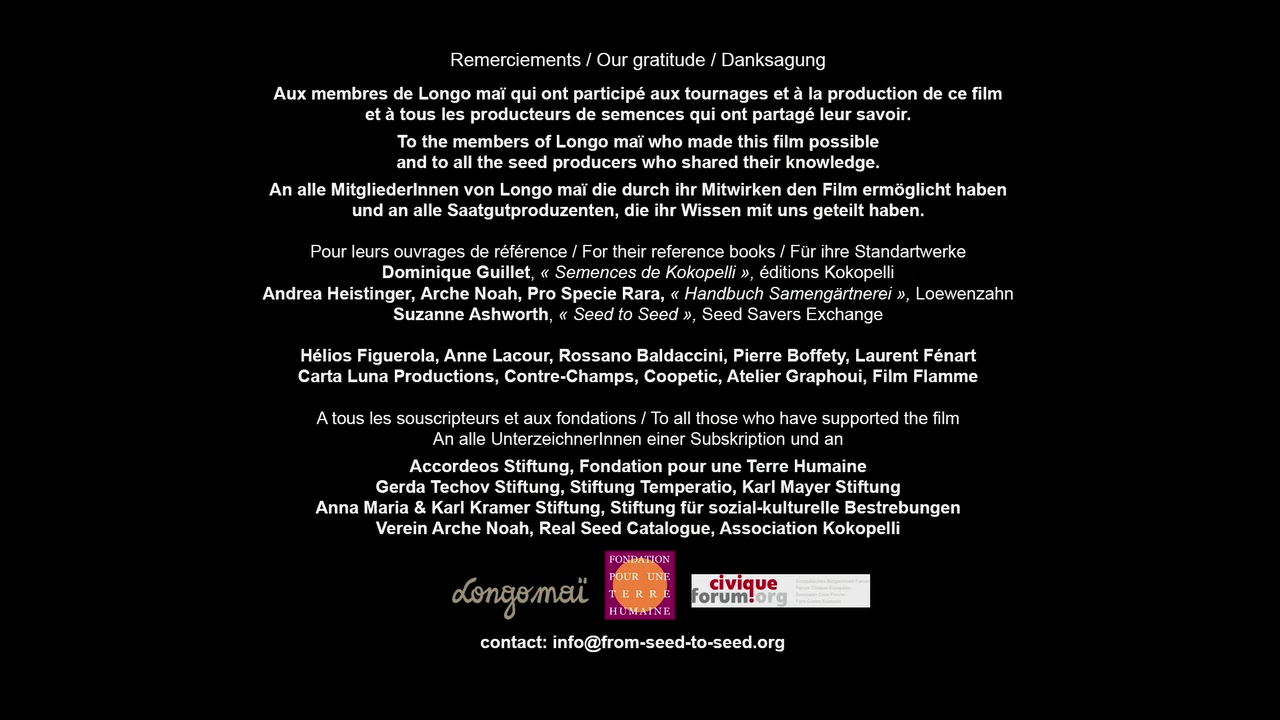 Remerciements / Our gratitude / Danksagung
Aux membres de Longo maï qui ont participé aux tournages et à la production de ce film
et à tous les producteurs de semences qui ont partagé leur savoir.
To the members of Longo maï who made this film possible
and to all the seed producers who shared their knowledge.
An alle MitgliederInnen von Longo maï die durch ihr Mitwirken den Film ermöglicht haben
und an alle Saatgutproduzenten, die ihr Wissen mit uns geteilt haben.
Pour leurs ouvrages de référence / For their reference books / Für ihre Standartwerke
Dominique Guillet, « Semences de Kokopelli », éditions Kokopelli
Andrea Heistinger, Arche Noah, Pro Specie Rara, « Handbuch Samengärtnerei », Loewenzahn
Suzanne Ashworth, « Seed to Seed », Seed Savers Exchange
Hélios Figuerola, Anne Lacour, Rossano Baldaccini, Pierre Boffety, Laurent Fénart
Carta Luna Productions, Contre-Champs, Coopetic, Atelier Graphoui, Film Flamme
A tous les souscripteurs et aux fondations / To all those who have supported the film
An alle UnterzeichnerInnen einer Subskription und an
Accordeos Stiftung, Fondation pour une Terre Humaine
Gerda Techov Stiftung, Stiftung Temperatio, Karl Mayer Stiftung
Anna Maria & Karl Kramer Stiftung, Stiftung für sozial-kulturelle Bestrebungen
Verein Arche Noah, Real Seed Catalogue, Association Kokopelli
Longo maï
FONDATION
POUR UNE
TERRE
HUMAINE
civique
forum!org
contact: info@from-seed-to-seed.org